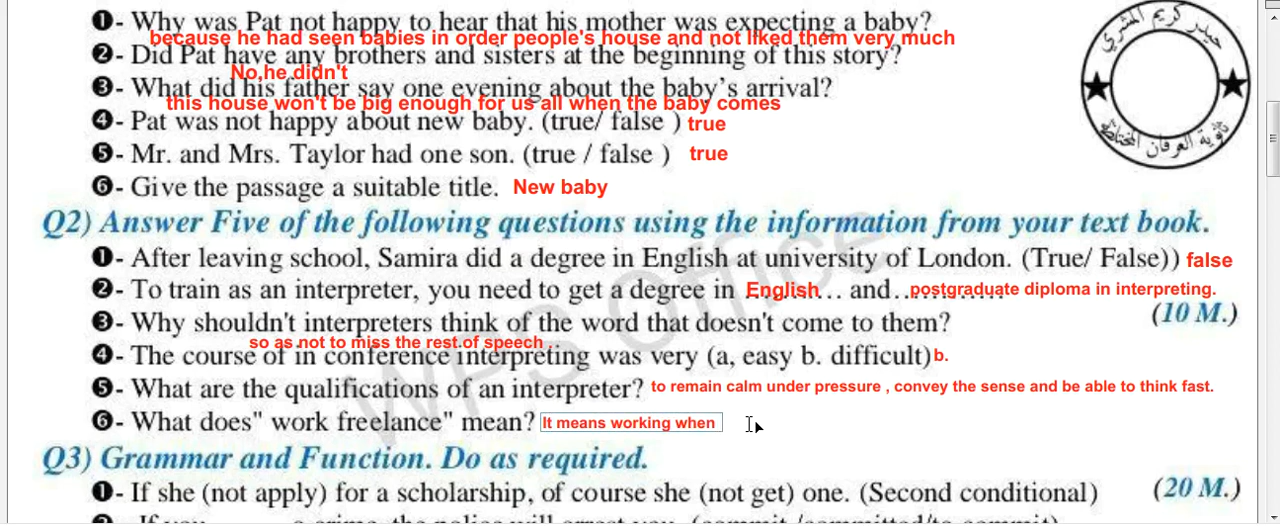 ❶- Why was Pat not happy to hear that his mother was expecting a baby?
because he had seen babies in order people's house and not liked them very much
❷- Did Pat have any brothers and sisters at the beginning of this story?
No,he didn't
❸- What did his father say one evening about the baby's arrival?
this house won't be big enough for us all when the baby comes
❹- Pat was not happy about new baby. (true/ false ) true
❺- Mr. and Mrs. Taylor had one son. (true / false ) true
❻- Give the passage a suitable title. New baby
حيدر كريم المشرفي
ثانوية العرفان المختلطة
Q2) Answer Five of the following questions using the information from your text book.
❶- After leaving school, Samira did a degree in English at university of London. (True/ False)) false
❷- To train as an interpreter, you need to get a degree in English... and.. postgraduate diploma in interpreting.
(10 M.)
❸- Why shouldn't interpreters think of the word that doesn't come to them?
so as not to miss the rest of speech
❹- The course of in conference interpreting was very (a, easy b. difficult) b.
❺- What are the qualifications of an interpreter? to remain calm under pressure , convey the sense and be able to think fast.
❻- What does" work freelance" mean? It means working when
WPS Office
Q3) Grammar and Function. Do as required.
❶- If she (not apply) for a scholarship, of course she (not get) one. (Second conditional) (20 M.)